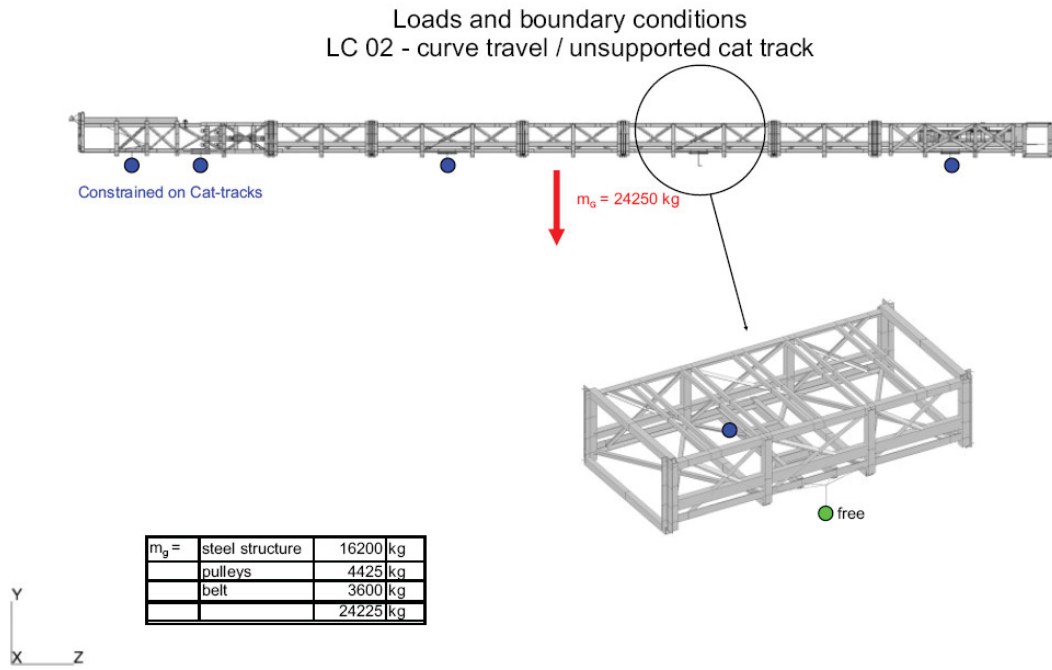 Loads and boundary conditions
LC 02 - curve travel / unsupported cat track
Constrained on Cat-tracks
m_G = 24250 kg
free
m_g = steel structure 16200 kg
pulleys 4425 kg
belt 3600 kg
24225 kg
Y
X Z